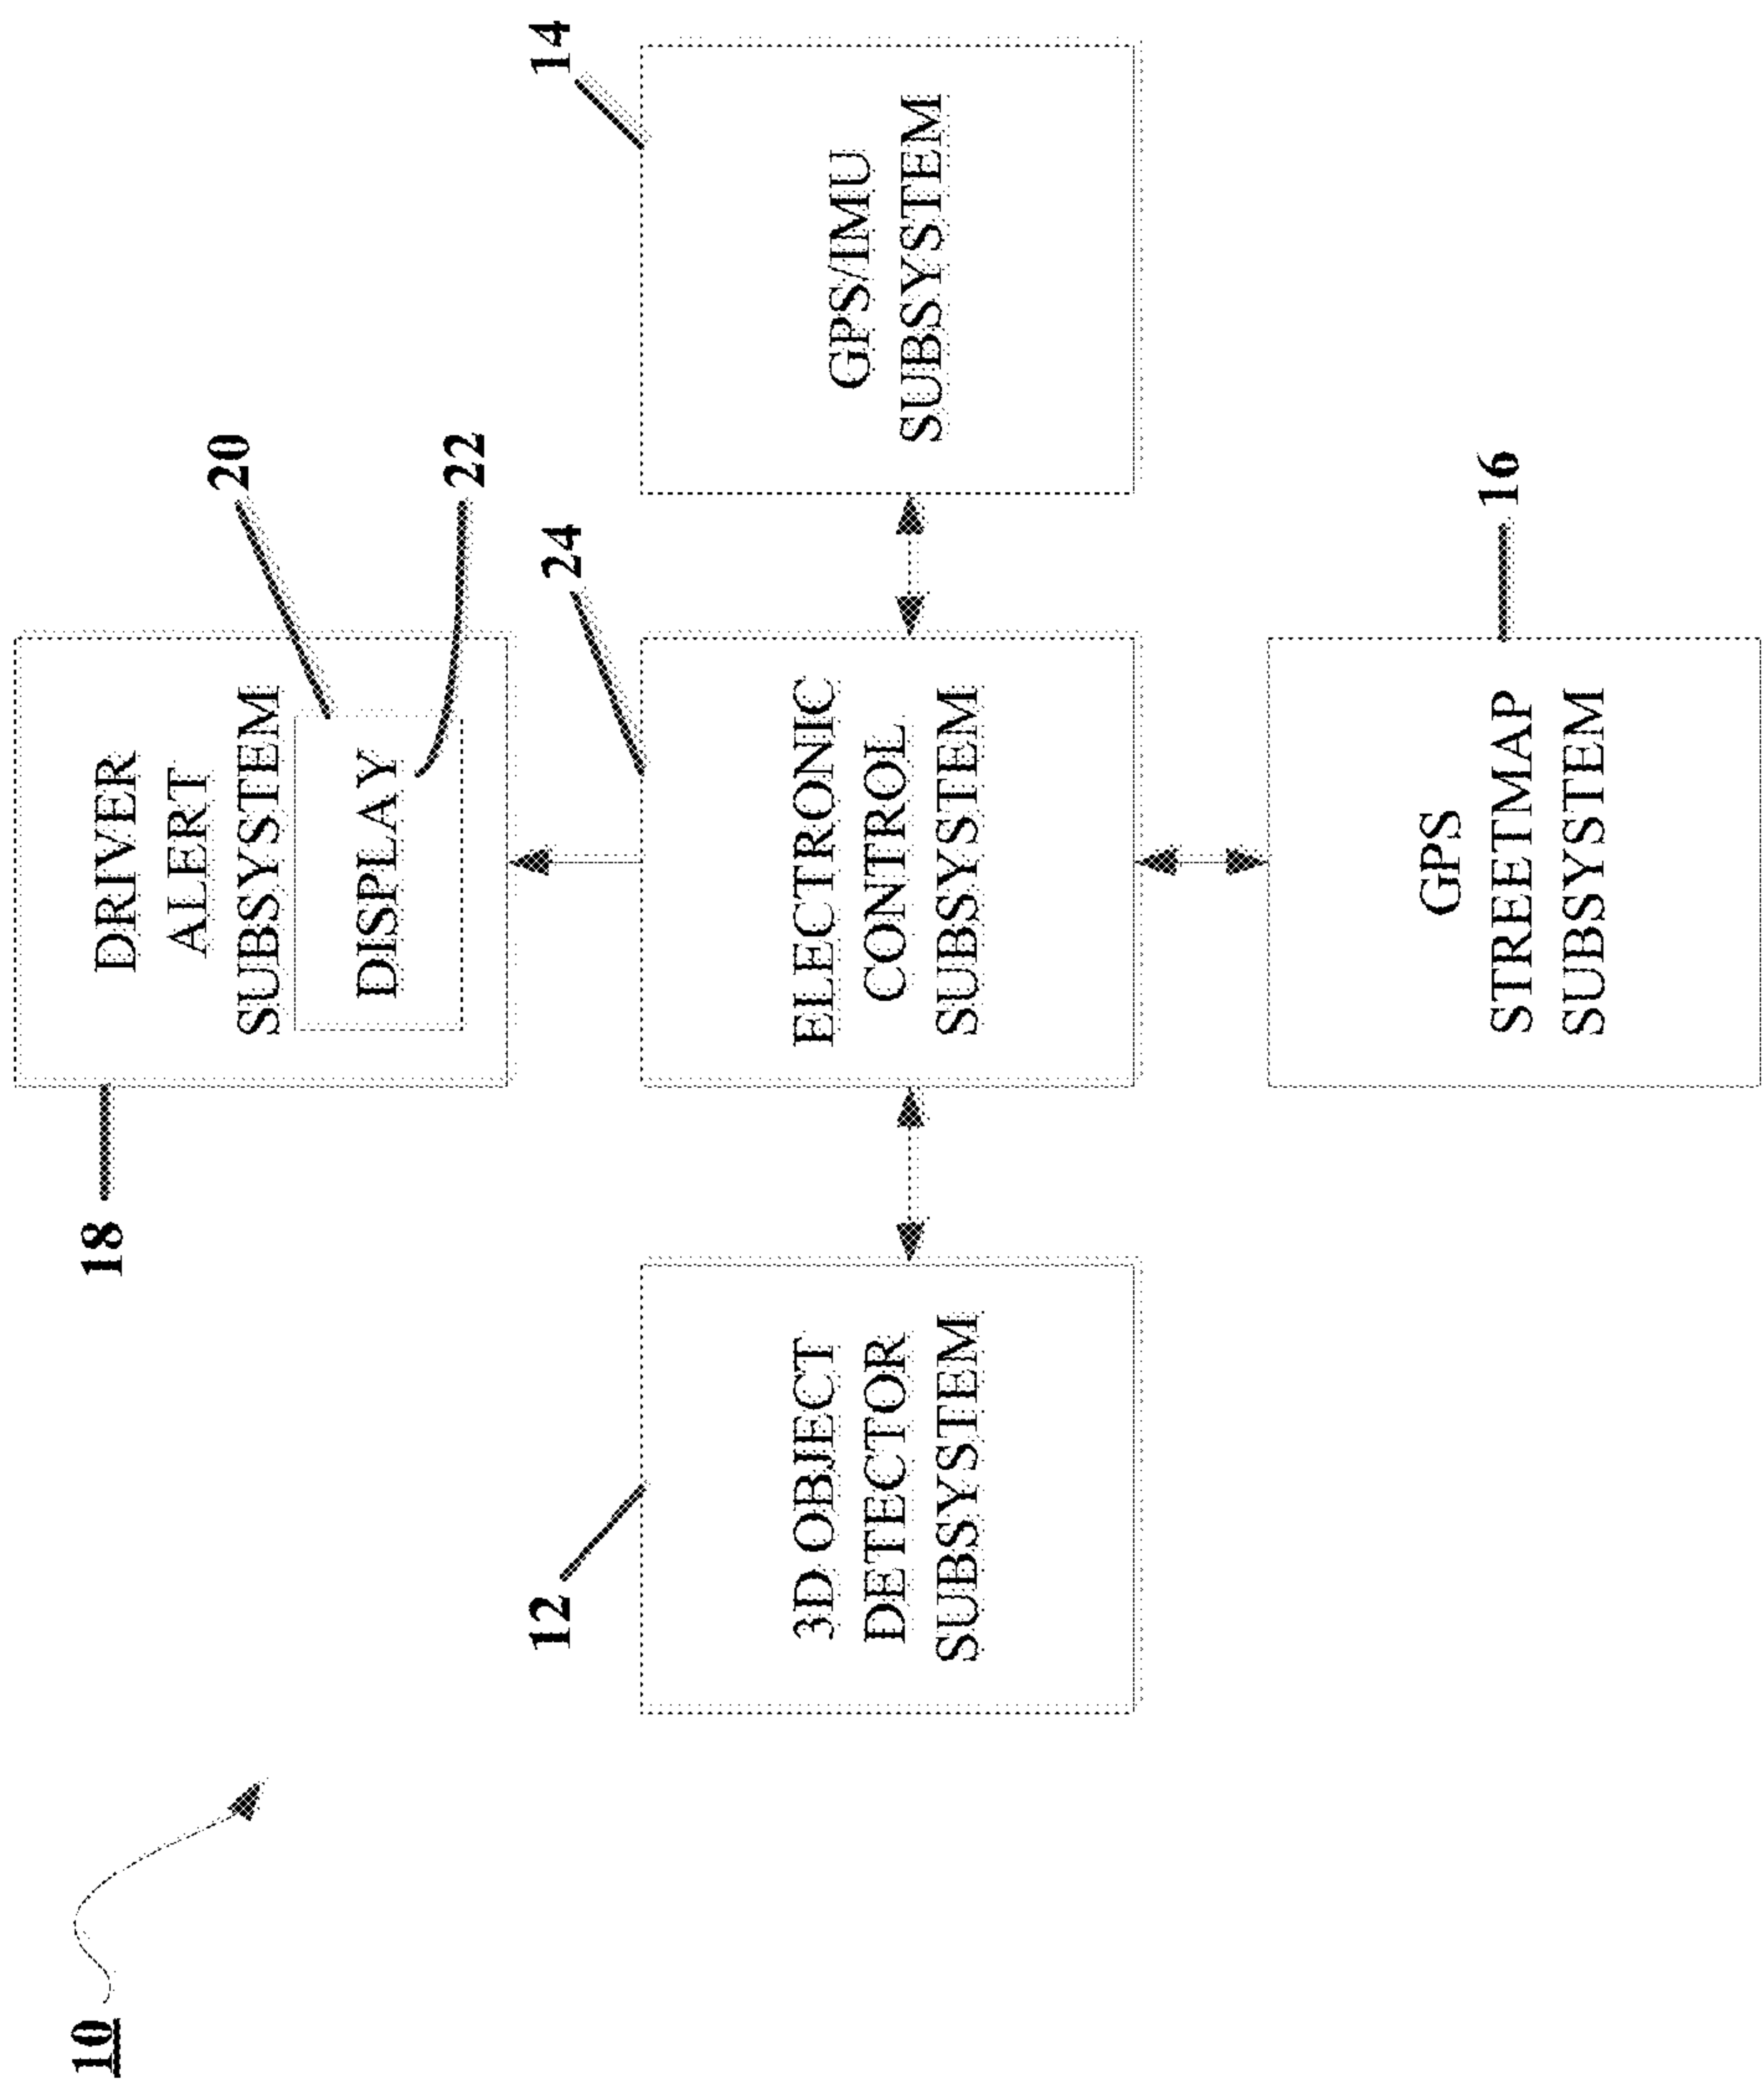 10
18
DRIVER
ALERT
SUBSYSTEM
DISPLAY
20
22
12
3D OBJECT
DETECTOR
SUBSYSTEM
24
ELECTRONIC
CONTROL
SUBSYSTEM
14
GPS/IMU
SUBSYSTEM
16
GPS
STREETMAP
SUBSYSTEM